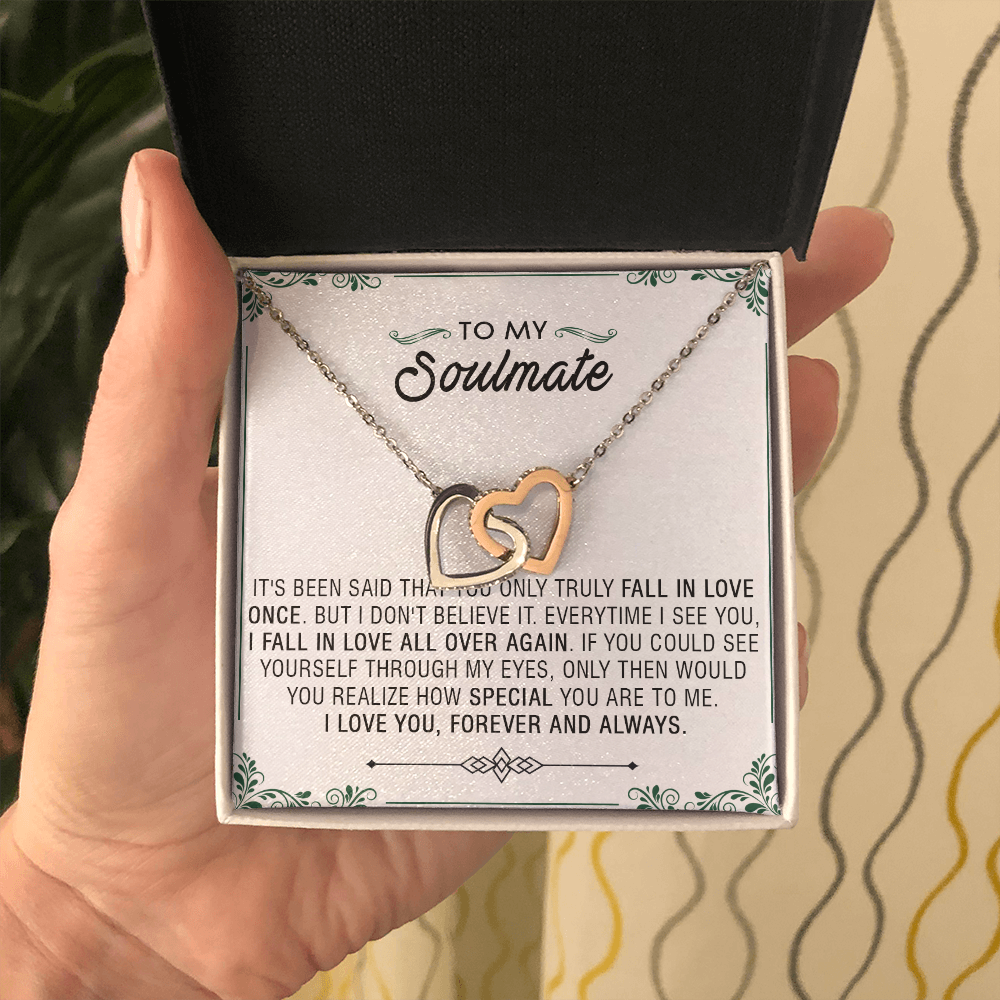 TO MY
Soulmate
IT'S BEEN SAID THAT YOU ONLY TRULY FALL IN LOVE
ONCE. BUT I DON'T BELIEVE IT. EVERYTIME I SEE YOU,
I FALL IN LOVE ALL OVER AGAIN. IF YOU COULD SEE
YOURSELF THROUGH MY EYES, ONLY THEN WOULD
YOU REALIZE HOW SPECIAL YOU ARE TO ME.
I LOVE YOU, FOREVER AND ALWAYS.